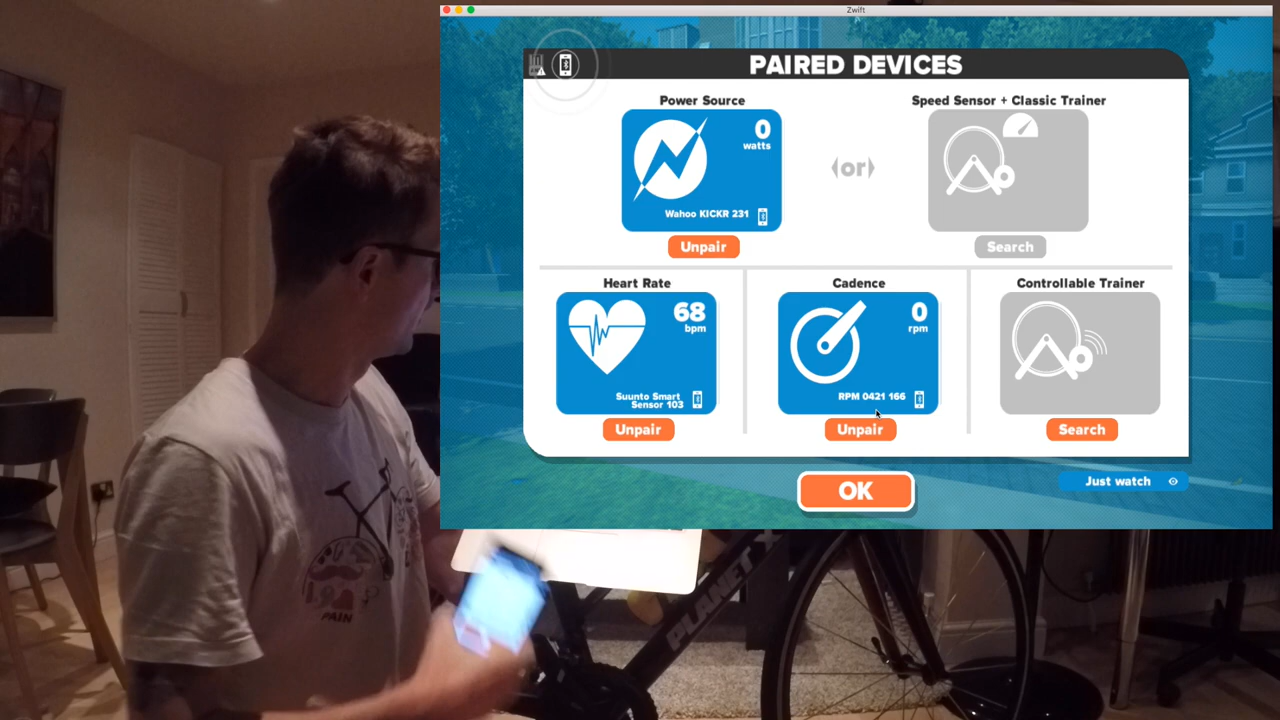 Zwift
PAIRED DEVICES
Power Source
0
watts
Wahoo KICKR 231
Unpair
(or)
Speed Sensor + Classic Trainer
Search
Heart Rate
68
bpm
Suunto Smart
Sensor 103
Unpair
Cadence
0
rpm
RPM 0421 166
Unpair
Controllable Trainer
Search
OK
Just watch
PLANET X
PAIN